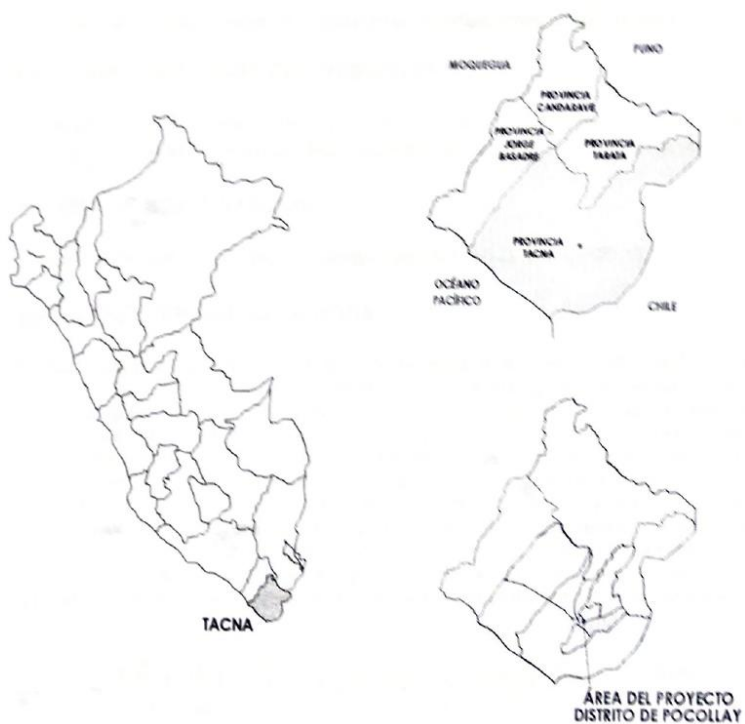 MOQUEGUA
PUNO
PROVINCIA
CANDARAVE
PROVINCIA
JORGE
BASADRE
PROVINCIA
TARATA
PROVINCIA
TACNA
OCÉANO
PACÍFICO
CHILE
TACNA
ÁREA DEL PROYECTO
DISTRITO DE POCOLLAY